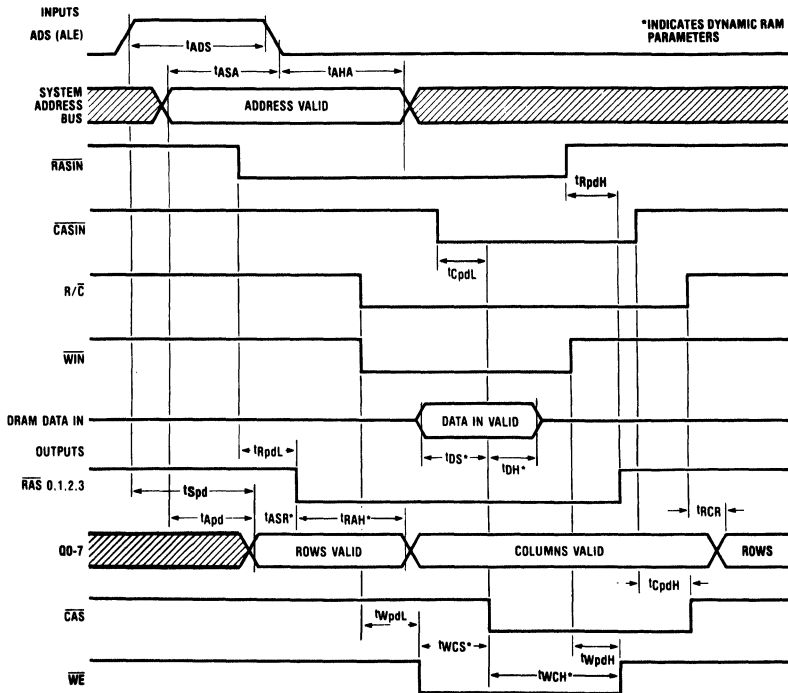 INPUTS
ADS (ALE)
*INDICATES DYNAMIC RAM
PARAMETERS
tADS
tASA
tAHA
SYSTEM
ADDRESS
BUS
ADDRESS VALID
RASIN
tRpdH
CASIN
tCpdL
R/C
WIN
DRAM DATA IN
DATA IN VALID
OUTPUTS
tRpdL
tDS*
tDH*
RAS 0,1,2,3
tSpd
tApd
tASR*
tRAH*
tRCR
Q0-7
ROWS VALID
COLUMNS VALID
ROWS
tCpdH
CAS
tWpdL
tWCS*
tWpdH
tWCH*
WE